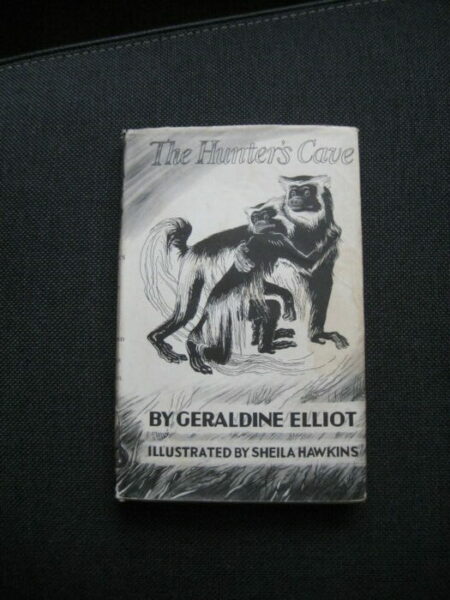 The Hunter's Cave
BY GERALDINE ELLIOT
ILLUSTRATED BY SHEILA HAWKINS